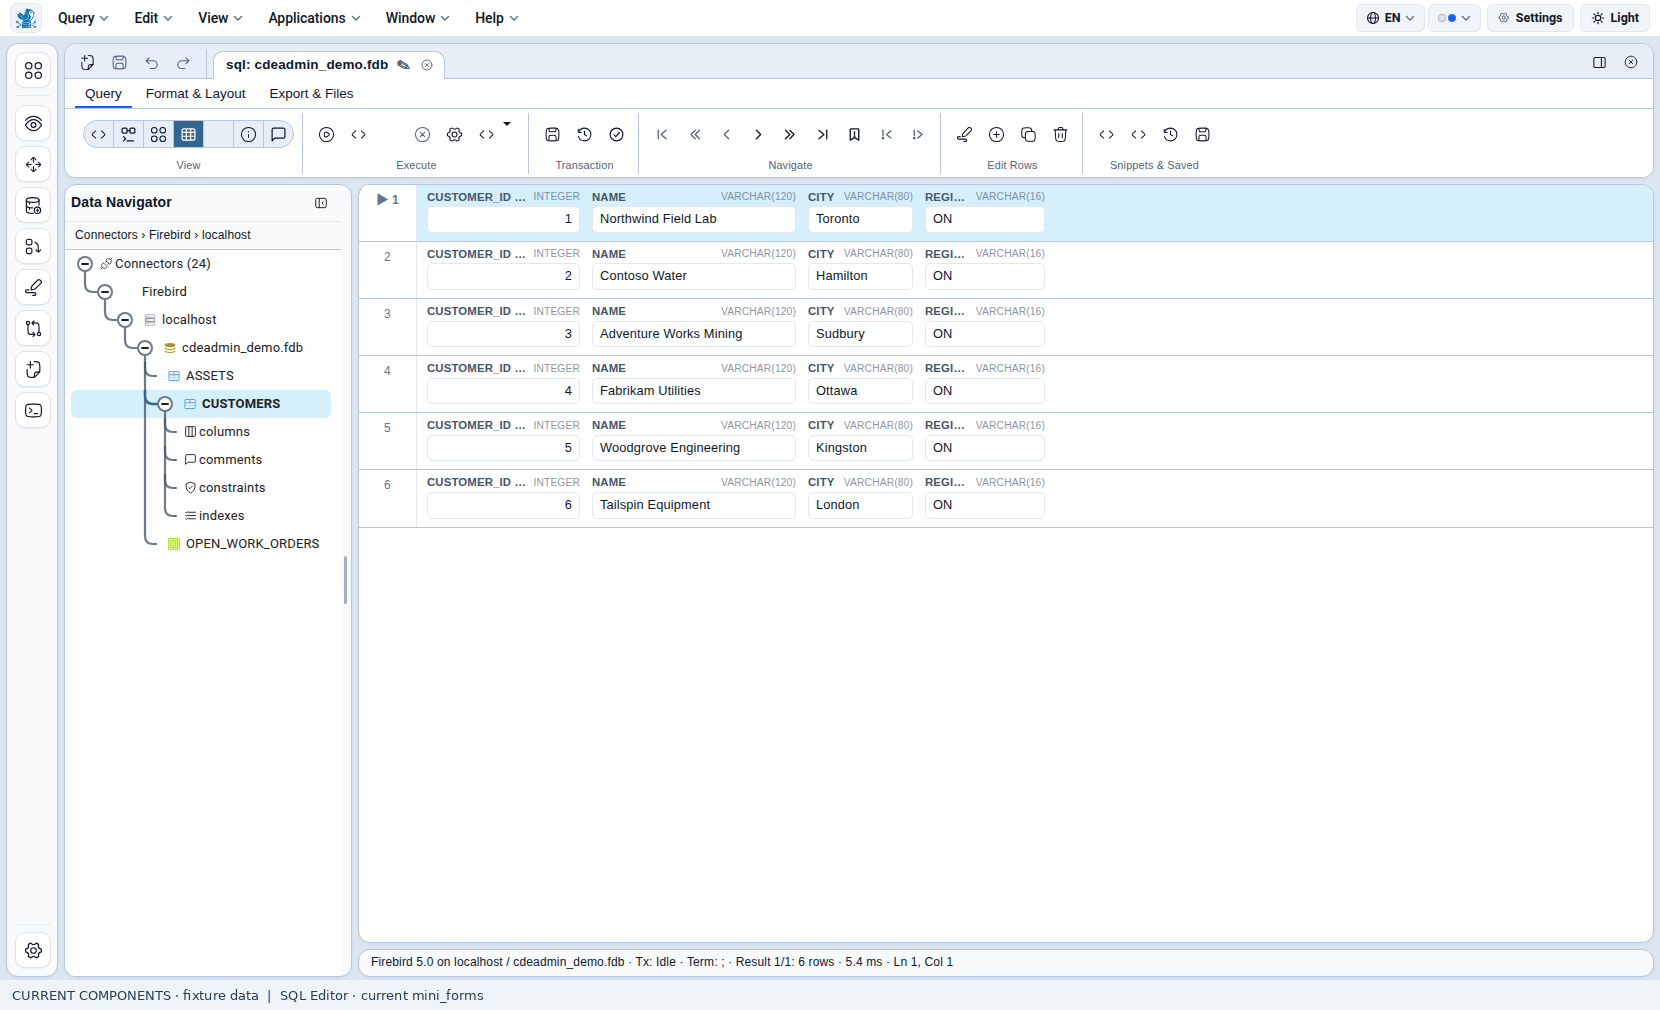 Query Edit View Applications Window Help EN Settings Light
sql: cdeadmin_demo.fdb
Query Format & Layout Export & Files
View Execute Transaction Navigate Edit Rows Snippets & Saved
Data Navigator
Connectors › Firebird › localhost
Connectors (24)
Firebird
localhost
cdeadmin_demo.fdb
ASSETS
CUSTOMERS
columns
comments
constraints
indexes
OPEN_WORK_ORDERS
1 CUSTOMER_ID ... INTEGER NAME VARCHAR(120) CITY VARCHAR(80) REGI... VARCHAR(16)
1 Northwind Field Lab Toronto ON
2 CUSTOMER_ID ... INTEGER NAME VARCHAR(120) CITY VARCHAR(80) REGI... VARCHAR(16)
2 Contoso Water Hamilton ON
3 CUSTOMER_ID ... INTEGER NAME VARCHAR(120) CITY VARCHAR(80) REGI... VARCHAR(16)
3 Adventure Works Mining Sudbury ON
4 CUSTOMER_ID ... INTEGER NAME VARCHAR(120) CITY VARCHAR(80) REGI... VARCHAR(16)
4 Fabrikam Utilities Ottawa ON
5 CUSTOMER_ID ... INTEGER NAME VARCHAR(120) CITY VARCHAR(80) REGI... VARCHAR(16)
5 Woodgrove Engineering Kingston ON
6 CUSTOMER_ID ... INTEGER NAME VARCHAR(120) CITY VARCHAR(80) REGI... VARCHAR(16)
6 Tailspin Equipment London ON
Firebird 5.0 on localhost / cdeadmin_demo.fdb · Tx: Idle · Term: ; · Result 1/1: 6 rows · 5.4 ms · Ln 1, Col 1
CURRENT COMPONENTS · fixture data | SQL Editor · current mini_forms